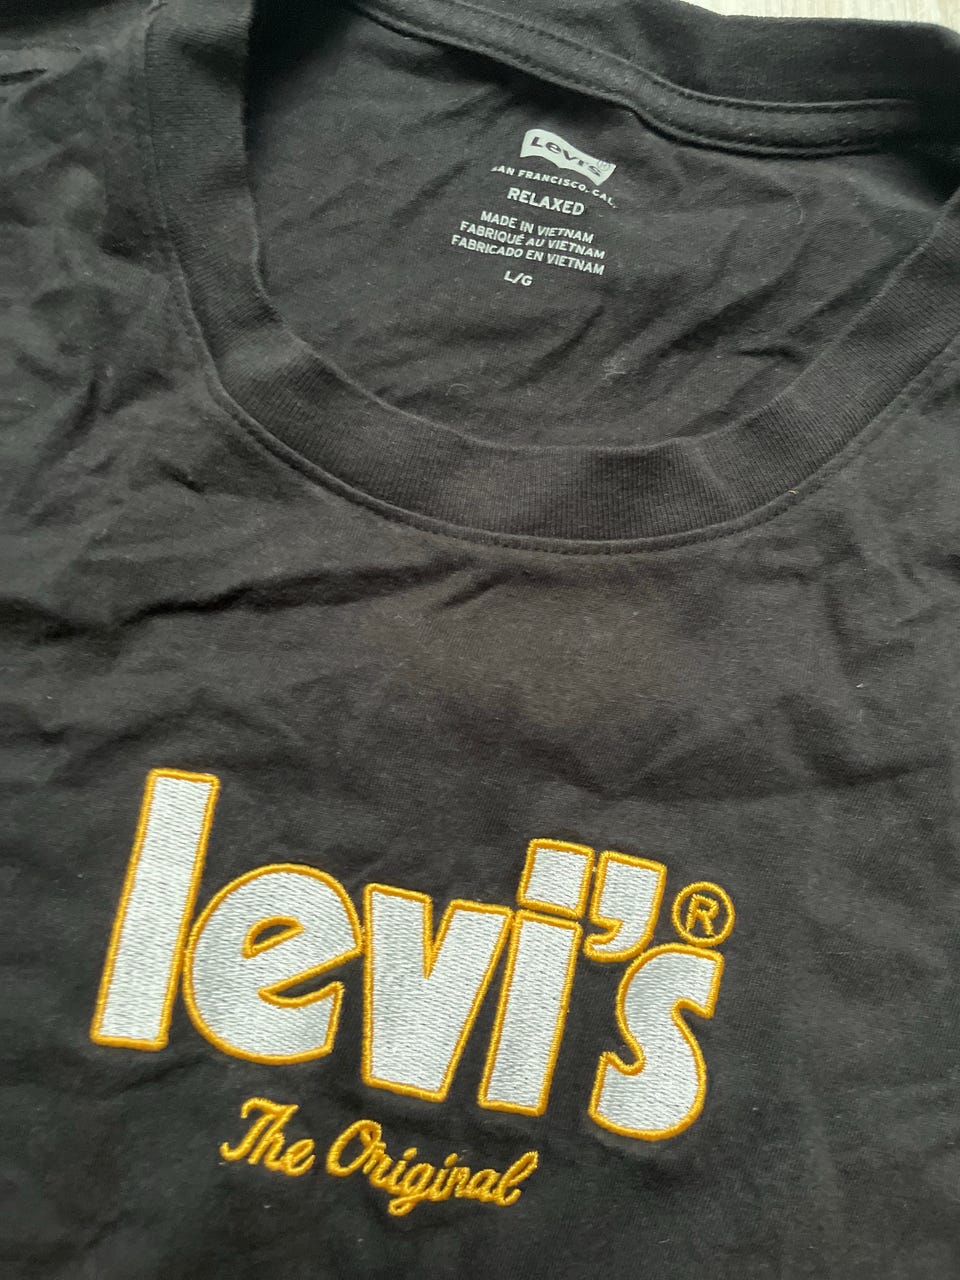 Levi's®
SAN FRANCISCO, CAL.
RELAXED
MADE IN VIETNAM
FABRIQUÉ AU VIETNAM
FABRICADO EN VIETNAM
L/G
levi's®
The Original